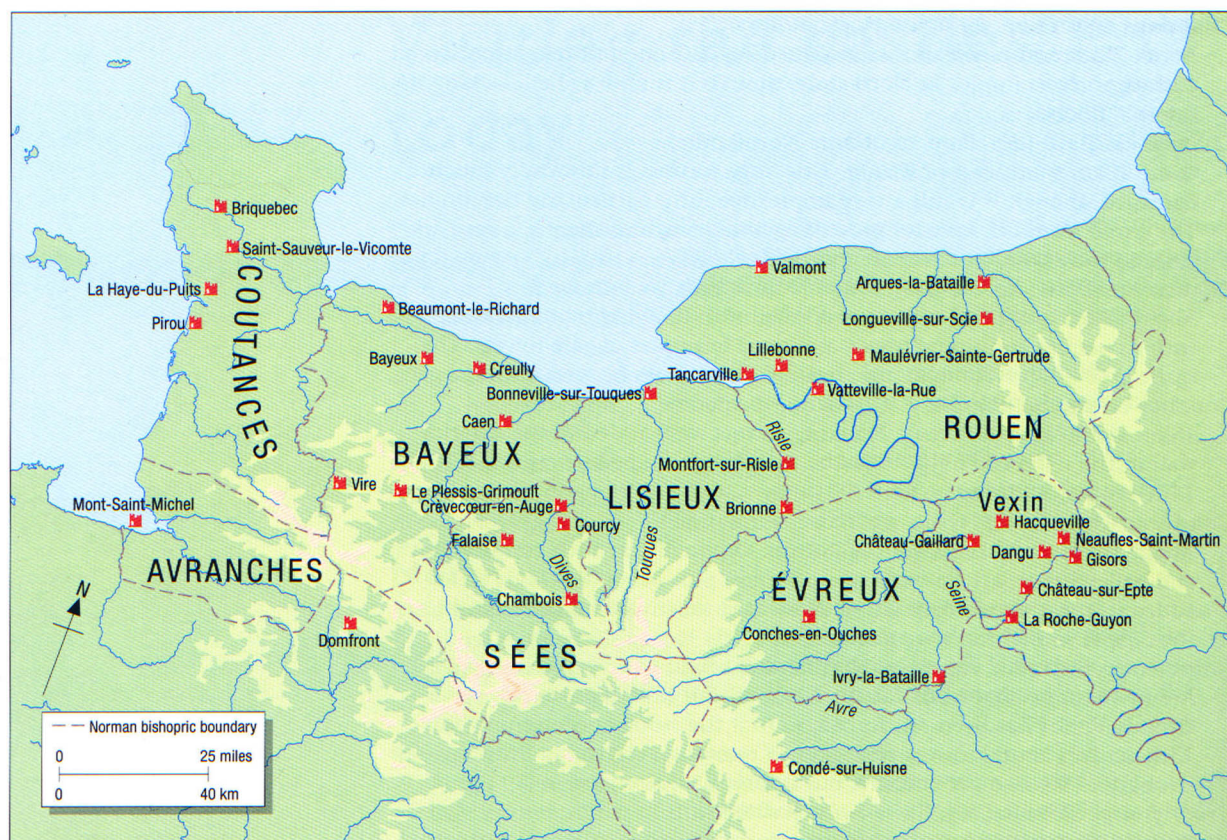 Briquebec
Saint-Sauveur-le-Vicomte
La Haye-du-Puits
Pirou
COUTANCES
Beaumont-le-Richard
Bayeux
Creully
Bonneville-sur-Touques
Caen
BAYEUX
Vire
Le Plessis-Grimoult
Crèvecœur-en-Auge
Courcy
Falaise
Dives
Chambois
Mont-Saint-Michel
AVRANCHES
Domfront
SÉES
LISIEUX
Touques
Valmont
Arques-la-Bataille
Longueville-sur-Scie
Lillebonne
Maulévrier-Sainte-Gertrude
Tancarville
Vatteville-la-Rue
ROUEN
Risle
Montfort-sur-Risle
Brionne
Vexin
Hacqueville
Château-Gaillard
Neaufles-Saint-Martin
Dangu
Gisors
ÉVREUX
Seine
Château-sur-Epte
Conches-en-Ouches
La Roche-Guyon
Ivry-la-Bataille
Avre
Condé-sur-Huisne
N
Norman bishopric boundary
0 25 miles
0 40 km